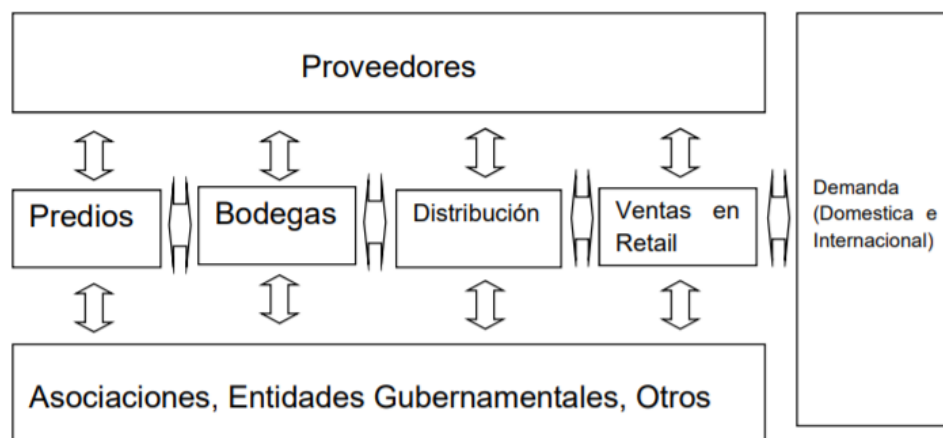 Proveedores
Predios
Bodegas
Distribución
Ventas en
Retail
Demanda
(Domestica e
Internacional)
Asociaciones, Entidades Gubernamentales, Otros